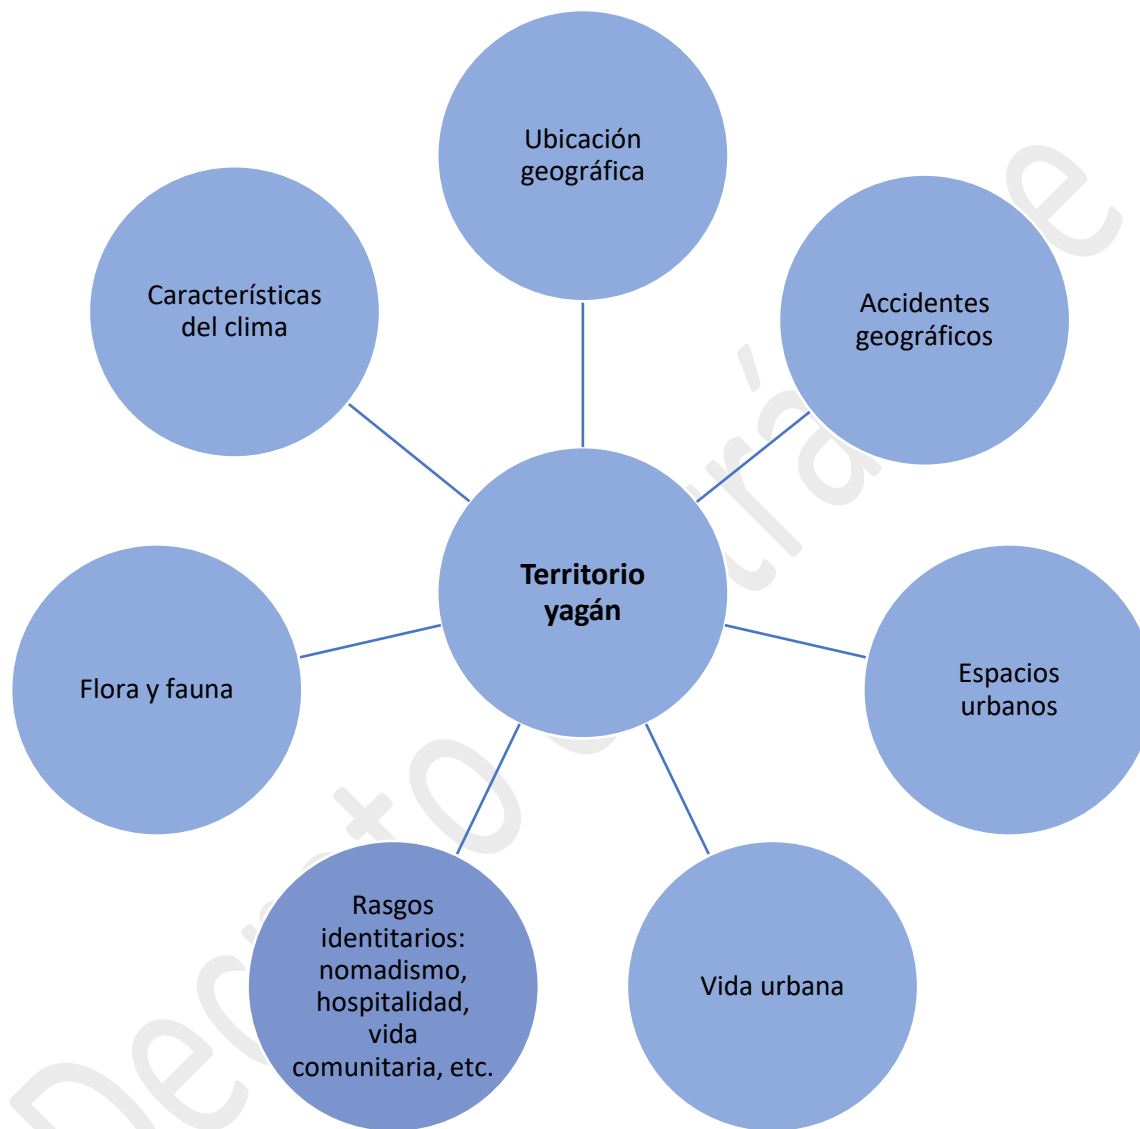 Ubicación
geográfica
Accidentes
geográficos
Características
del clima
Territorio
yagán
Espacios
urbanos
Flora y fauna
Vida urbana
Rasgos
identitarios:
nomadismo,
hospitalidad,
vida
comunitaria, etc.